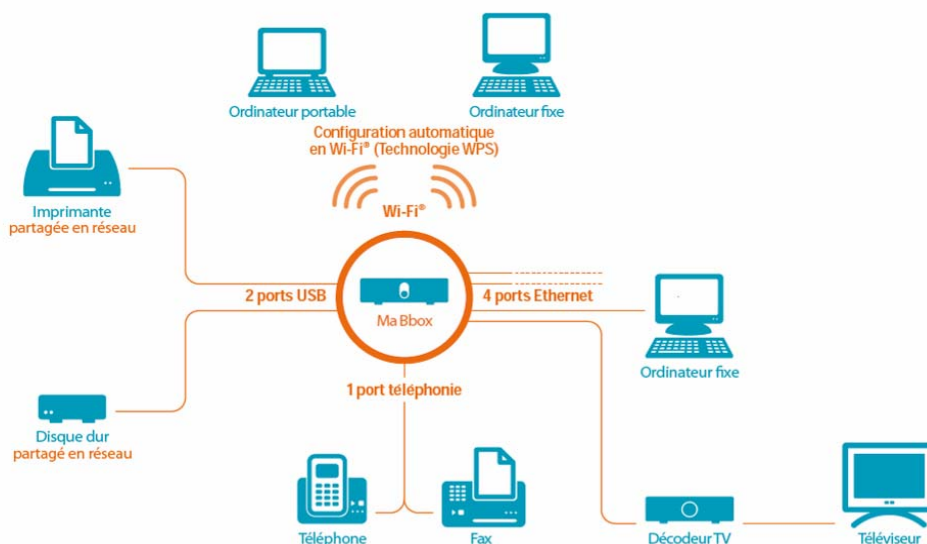 Ordinateur portable
Ordinateur fixe
Configuration automatique
en Wi-Fi® (Technologie WPS)
Wi-Fi®
Imprimante
partagée en réseau
2 ports USB
4 ports Ethernet
Ma Bbox
Ordinateur fixe
1 port téléphonie
Disque dur
partagé en réseau
Téléphone
Fax
Décodeur TV
Téléviseur